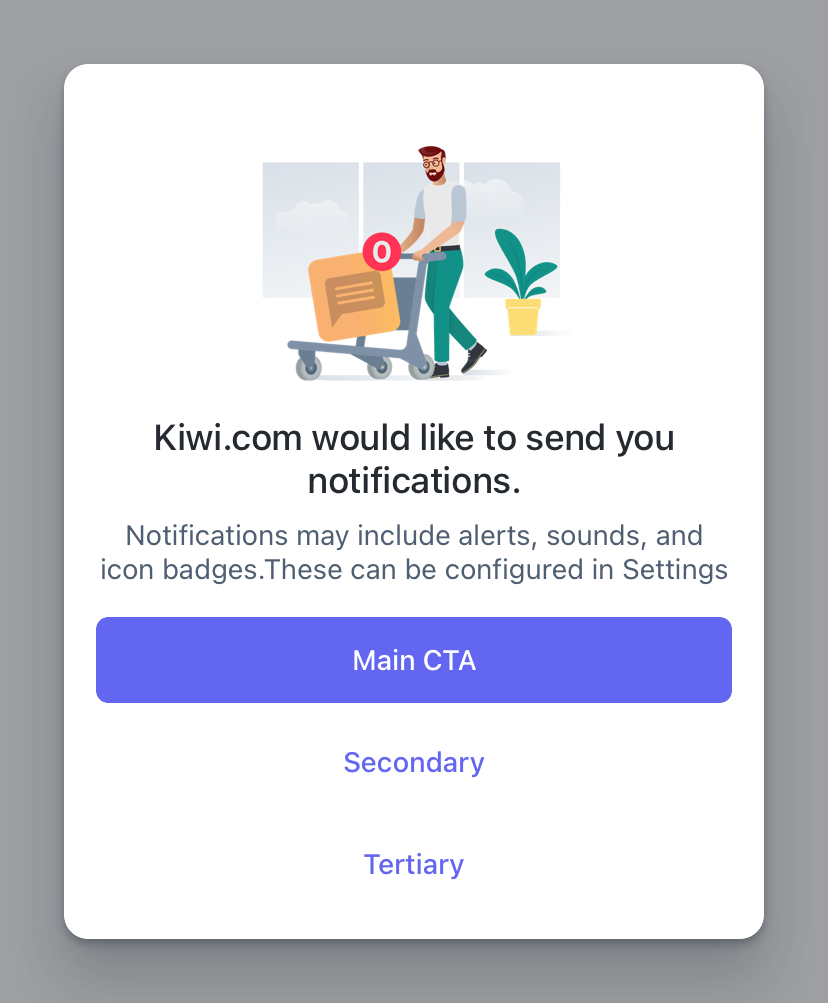 0
Kiwi.com would like to send you
notifications.
Notifications may include alerts, sounds, and
icon badges.These can be configured in Settings
Main CTA
Secondary
Tertiary